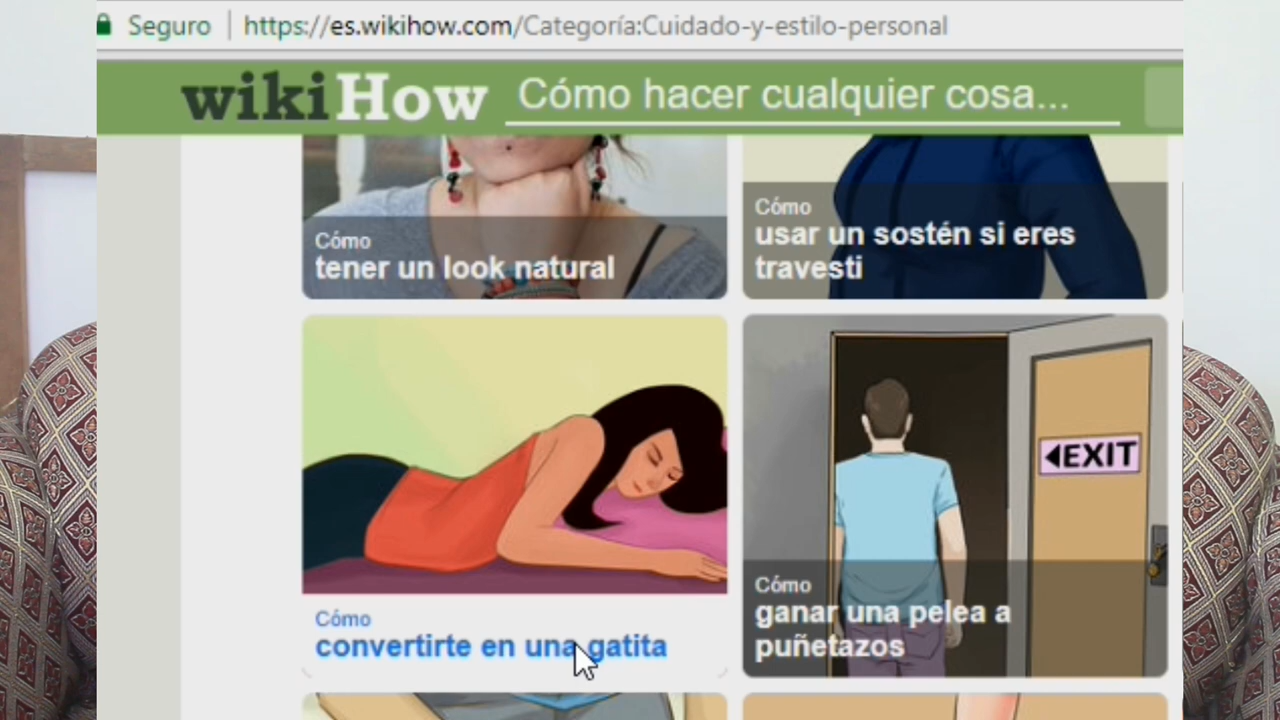 Seguro | https://es.wikihow.com/Categoría:Cuidado-y-estilo-personal
wikiHow Cómo hacer cualquier cosa...
Cómo
tener un look natural
Cómo
usar un sostén si eres
travesti
◀EXIT
Cómo
convertirte en una gatita
Cómo
ganar una pelea a
puñetazos